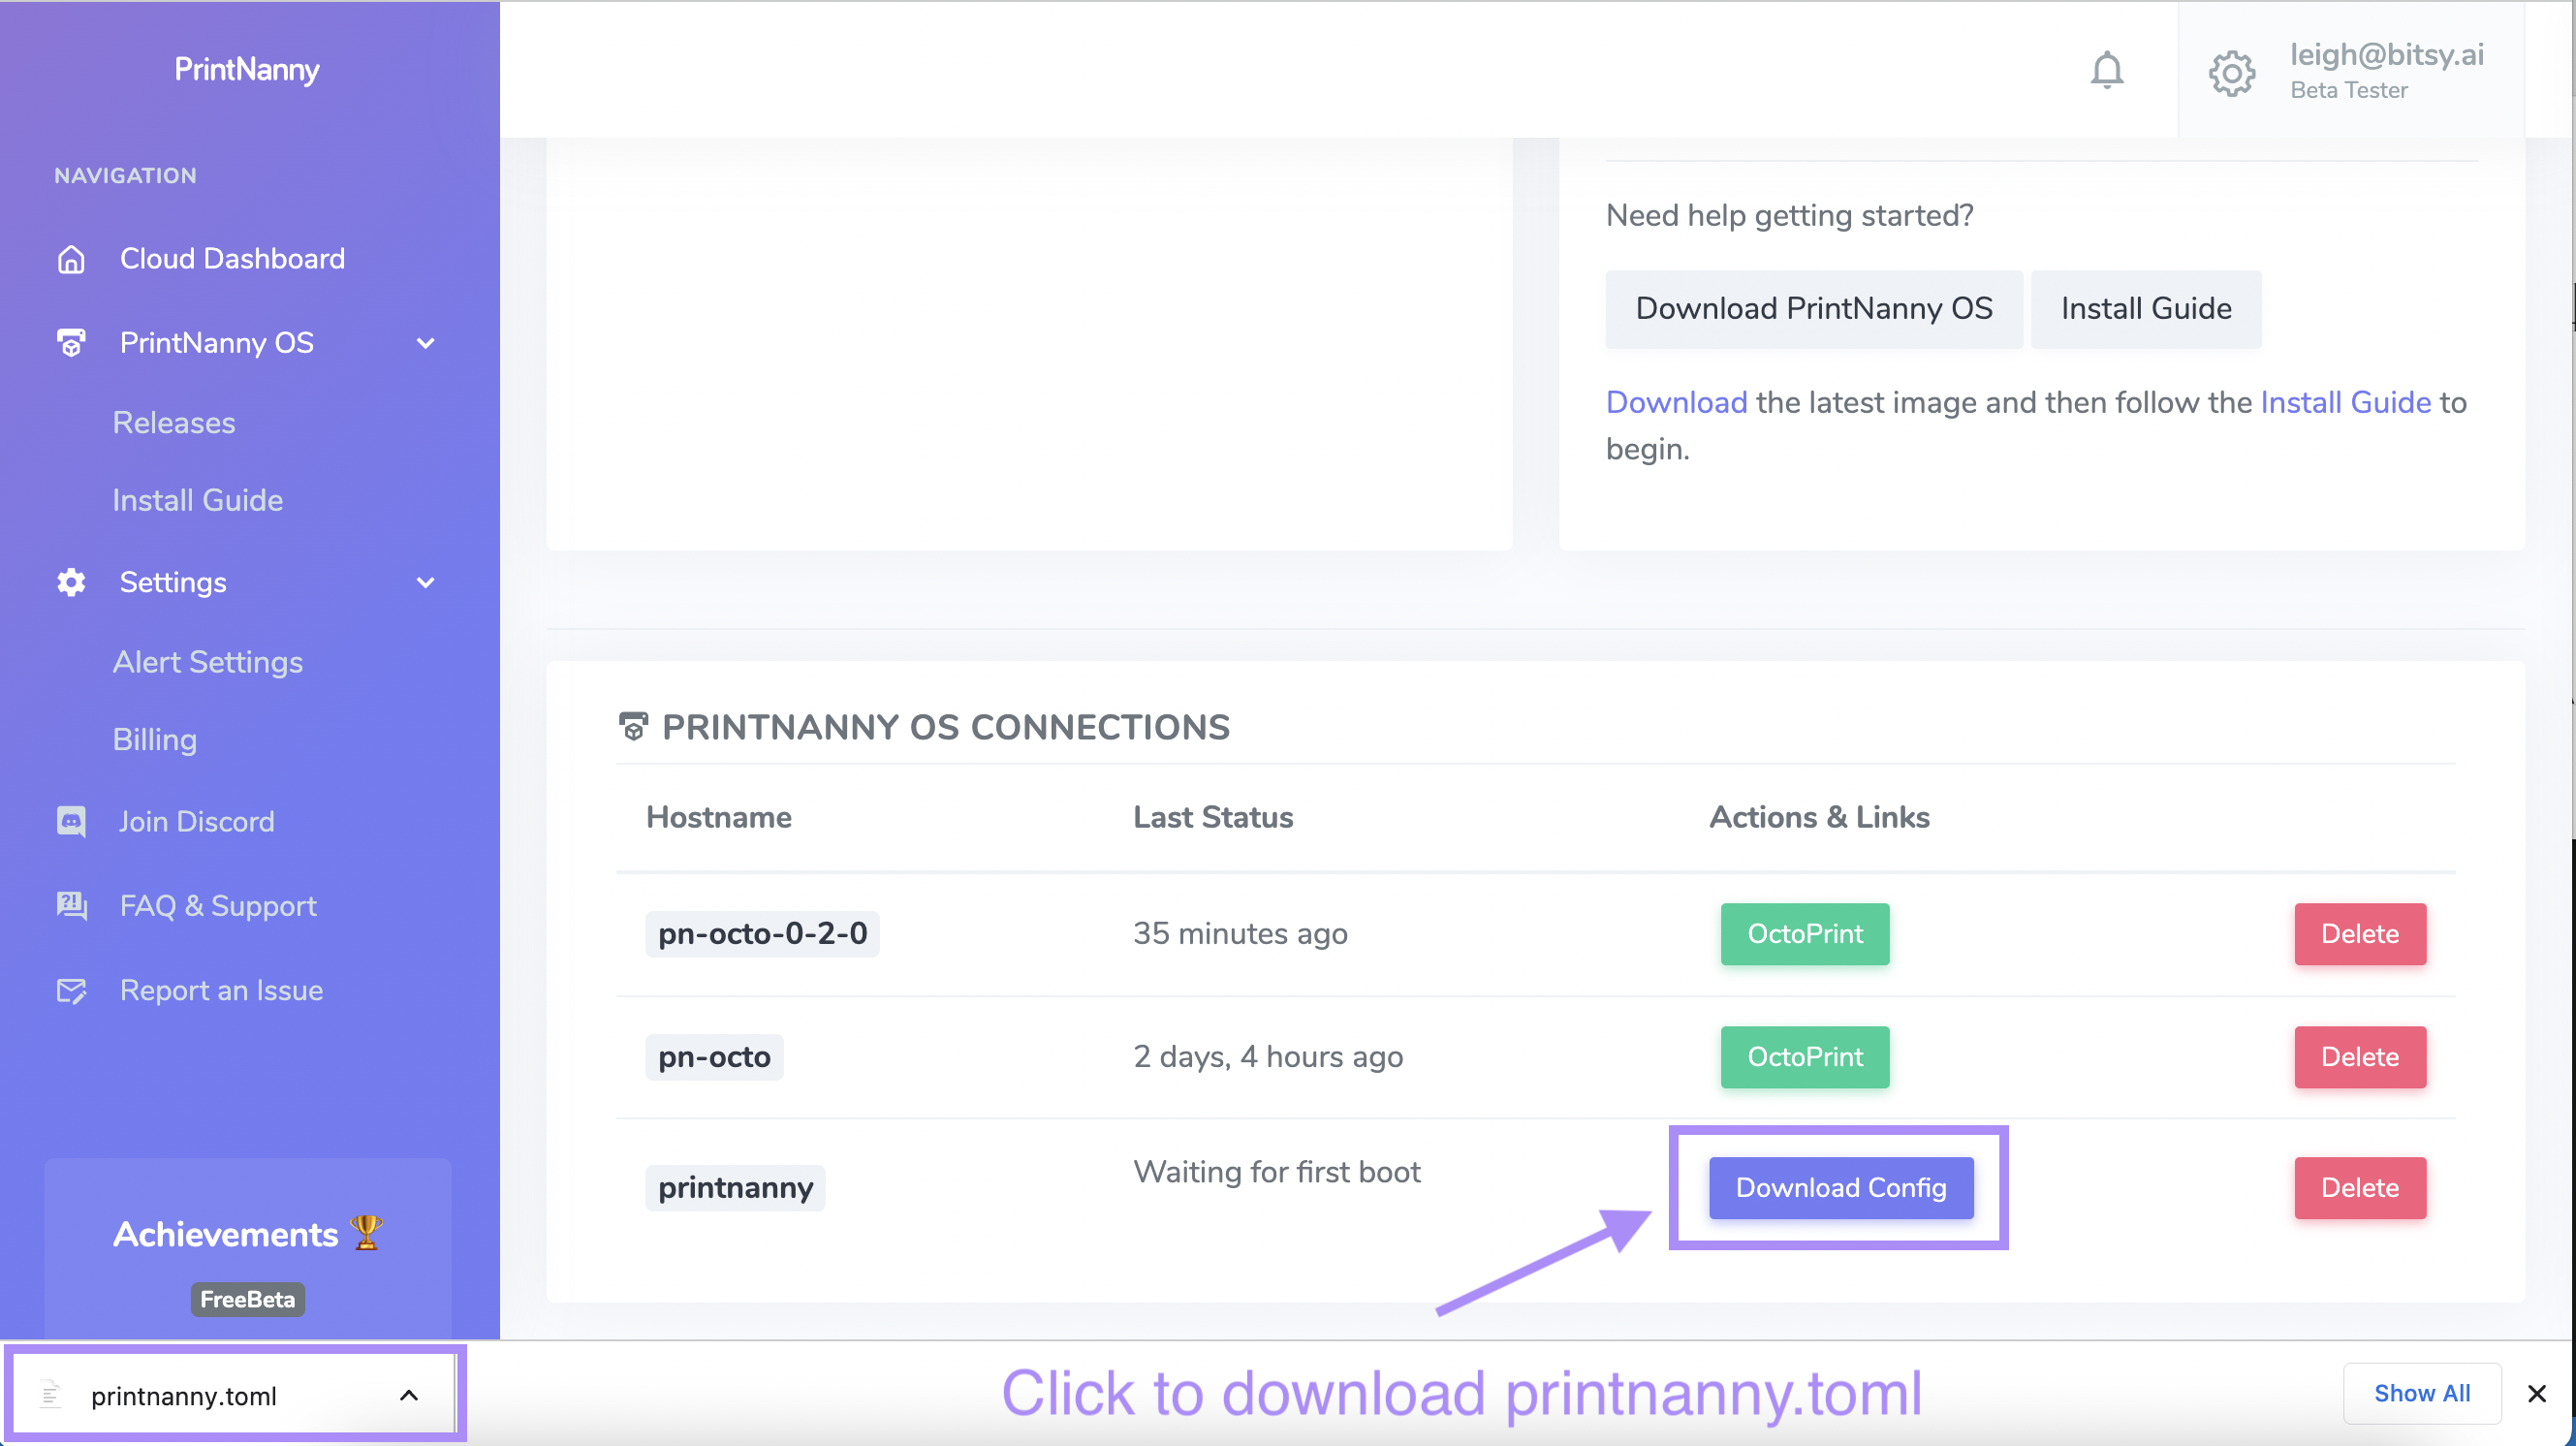 PrintNanny
leigh@bitsy.ai
Beta Tester
NAVIGATION
Cloud Dashboard
PrintNanny OS
Releases
Install Guide
Settings
Alert Settings
Billing
Join Discord
FAQ & Support
Report an Issue
Achievements 🏆
FreeBeta
Need help getting started?
Download PrintNanny OS
Install Guide
Download the latest image and then follow the Install Guide to
begin.
PRINTNANNY OS CONNECTIONS
Hostname Last Status Actions & Links
pn-octo-0-2-0 35 minutes ago OctoPrint Delete
pn-octo 2 days, 4 hours ago OctoPrint Delete
printnanny Waiting for first boot Download Config Delete
printnanny.toml
Click to download printnanny.toml
Show All